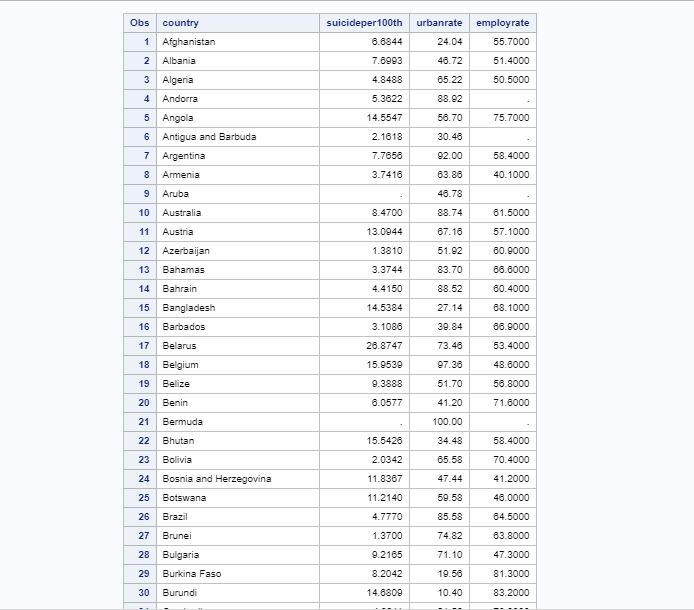 Obs country suicideper100th urbanrate employrate
1 Afghanistan 6.6844 24.04 55.7000
2 Albania 7.6993 46.72 51.4000
3 Algeria 4.8488 65.22 50.5000
4 Andorra 5.3622 88.92 .
5 Angola 14.5547 56.70 75.7000
6 Antigua and Barbuda 2.1618 30.46 .
7 Argentina 7.7656 92.00 58.4000
8 Armenia 3.7416 63.86 40.1000
9 Aruba . 46.78 .
10 Australia 8.4700 88.74 61.5000
11 Austria 13.0944 67.16 57.1000
12 Azerbaijan 1.3810 51.92 60.9000
13 Bahamas 3.3744 83.70 66.6000
14 Bahrain 4.4150 88.52 60.4000
15 Bangladesh 14.5384 27.14 68.1000
16 Barbados 3.1086 39.84 66.9000
17 Belarus 26.8747 73.46 53.4000
18 Belgium 15.9539 97.36 48.6000
19 Belize 9.3888 51.70 56.8000
20 Benin 6.0577 41.20 71.6000
21 Bermuda . 100.00 .
22 Bhutan 15.5426 34.48 58.4000
23 Bolivia 2.0342 65.58 70.4000
24 Bosnia and Herzegovina 11.8367 47.44 41.2000
25 Botswana 11.2140 59.58 46.0000
26 Brazil 4.7770 85.58 64.5000
27 Brunei 1.3700 74.82 63.8000
28 Bulgaria 9.2165 71.10 47.3000
29 Burkina Faso 8.2042 19.56 81.3000
30 Burundi 14.6809 10.40 83.2000